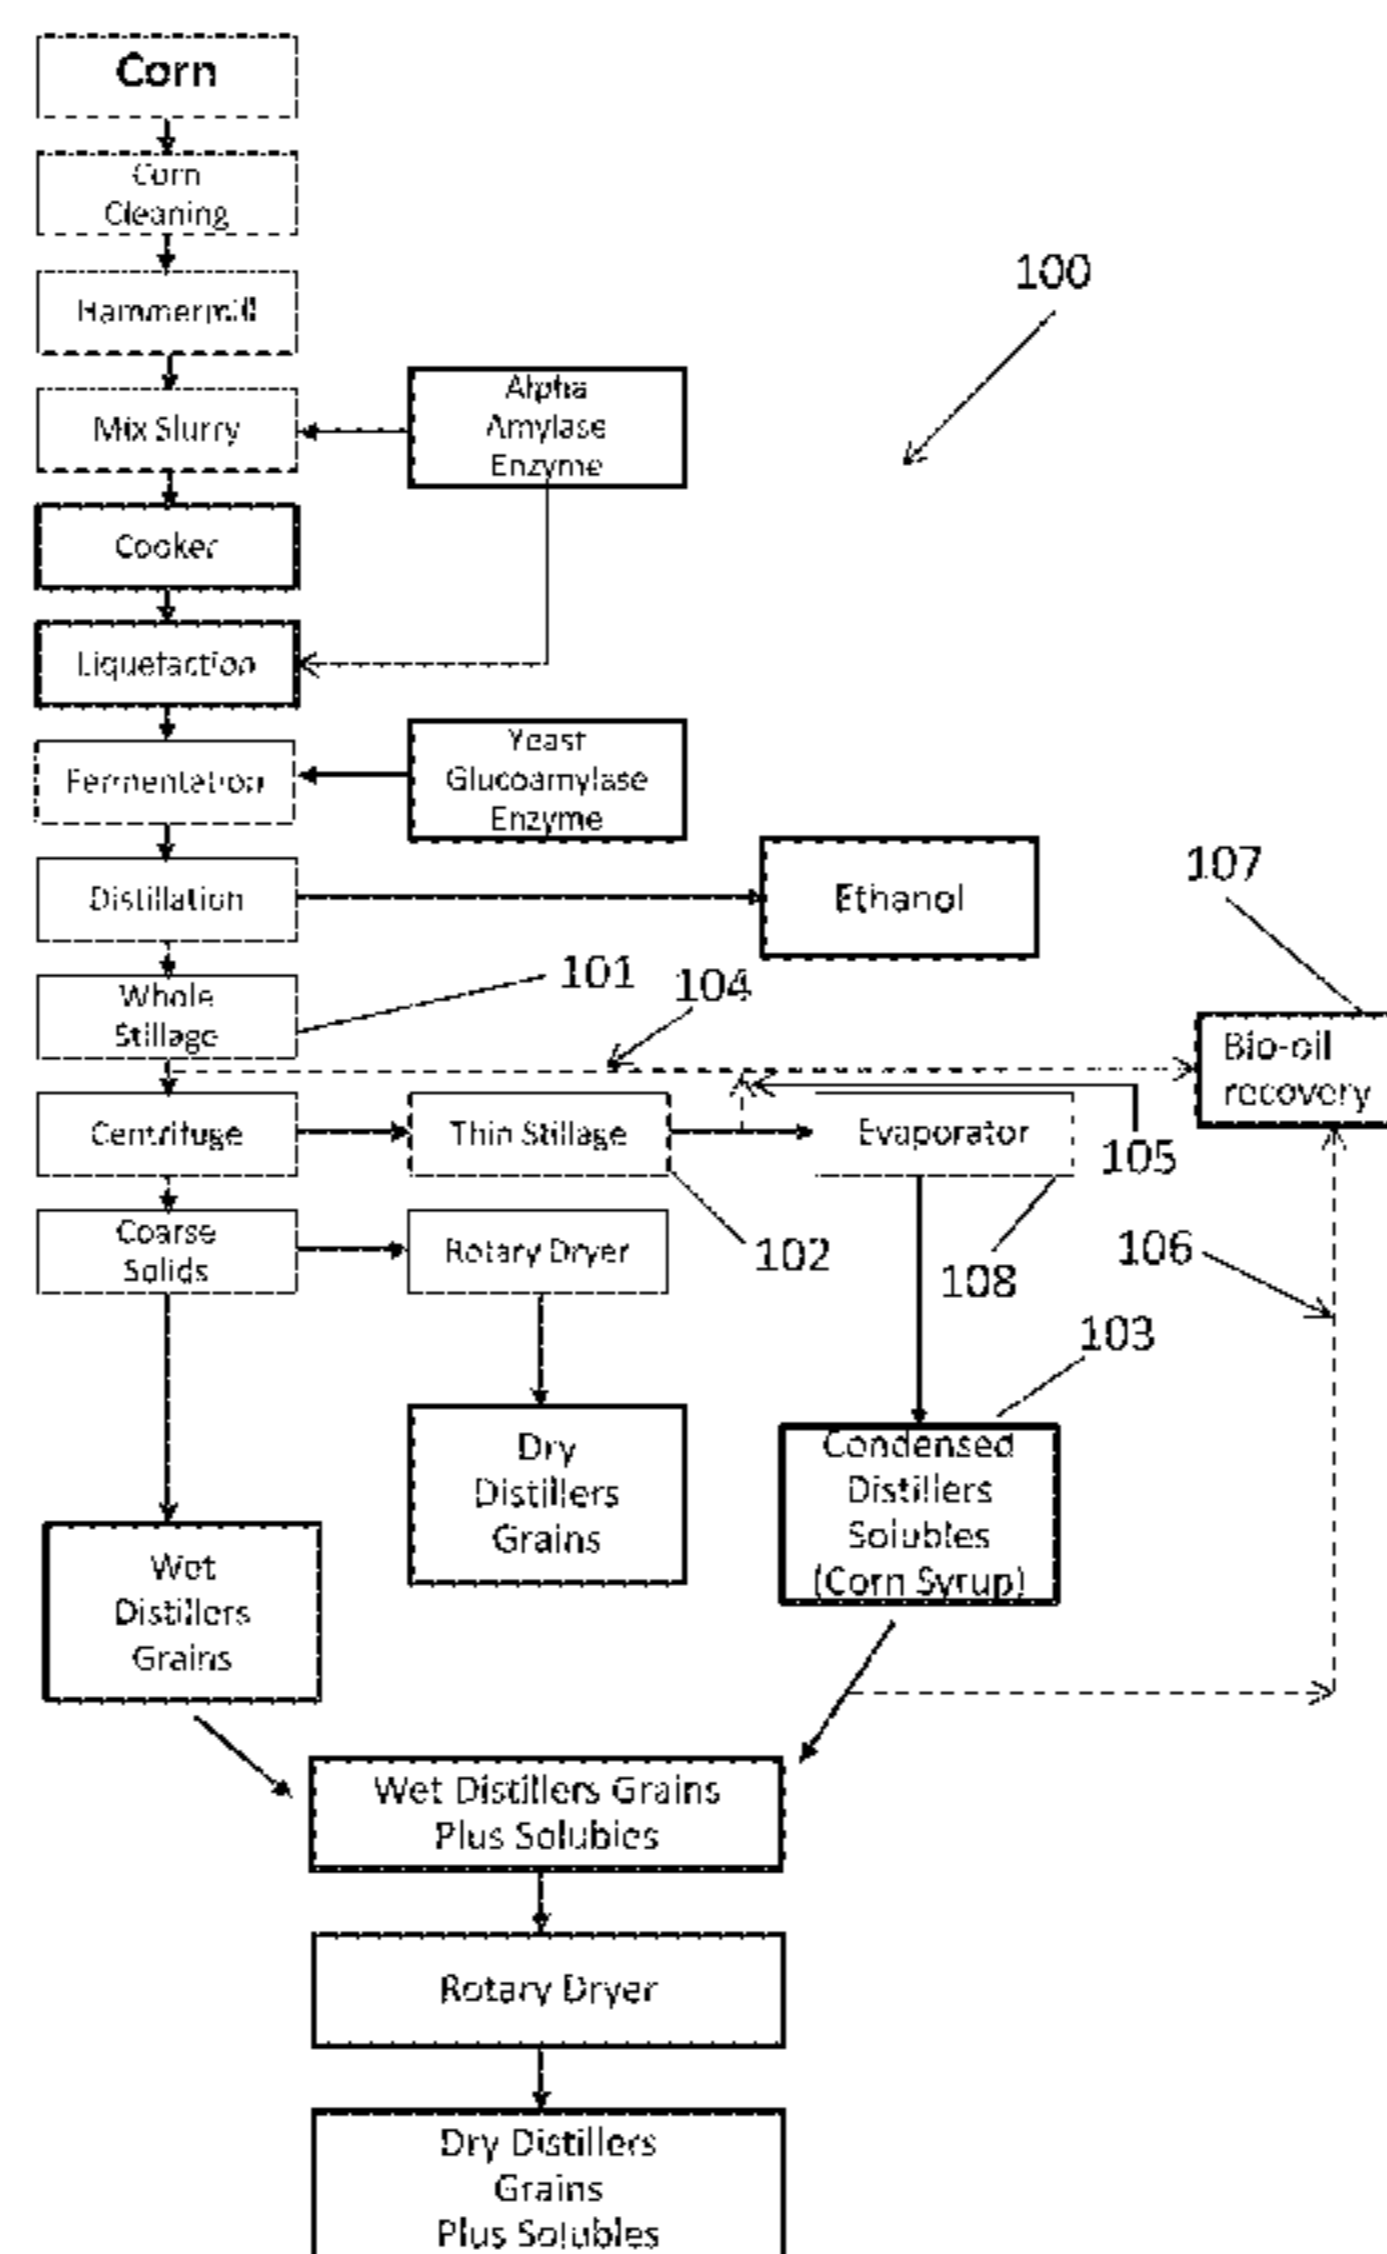 Corn
Corn
Cleaning
Hammermill
100
Mix Slurry
Alpha
Amylase
Enzyme
Cooker
Liquefaction
Fermentation
Yeast
Glucoamylase
Enzyme
Distillation
Ethanol
107
Whole
Stillage
101
104
Bio-oil
recovery
Centrifuge
Thin Stillage
Evaporator
105
Coarse
Solids
Rotary Dryer
102
108
106
103
Dry
Distillers
Grains
Condensed
Distillers
Solubles
(Corn Syrup)
Wet
Distillers
Grains
Wet Distillers Grains
Plus Solubles
Rotary Dryer
Dry Distillers
Grains
Plus Solubles